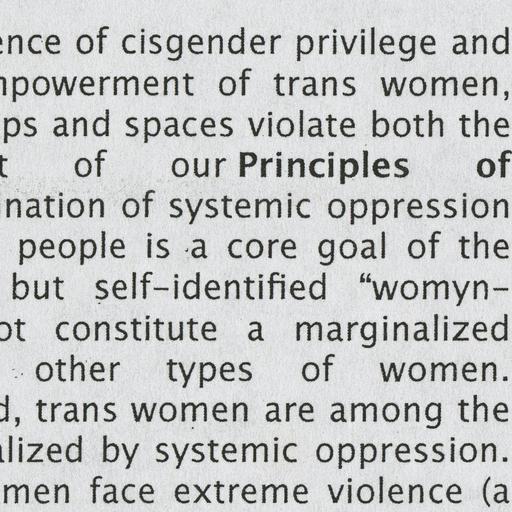 ence of cisgender privilege and
npowerment of trans women,
ps and spaces violate both the
t of our Principles of
ination of systemic oppression
people is a core goal of the
but self-identified “womyn-
ot constitute a marginalized
other types of women.
d, trans women are among the
alized by systemic oppression.
men face extreme violence (a